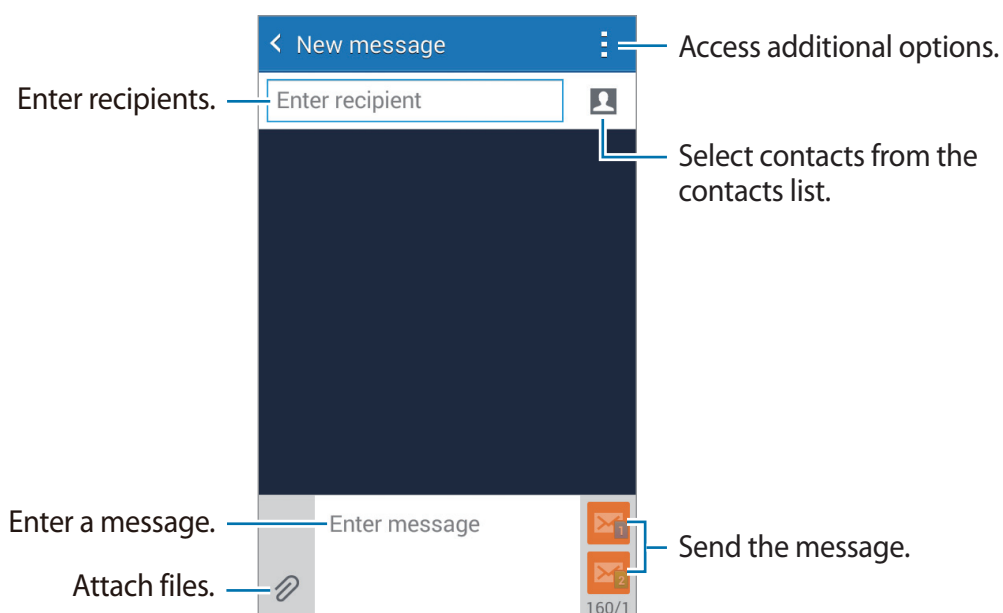 New message
Access additional options.
Enter recipients.
Enter recipient
Select contacts from the
contacts list.
Enter a message.
Enter message
1
Send the message.
2
Attach files.
160/1